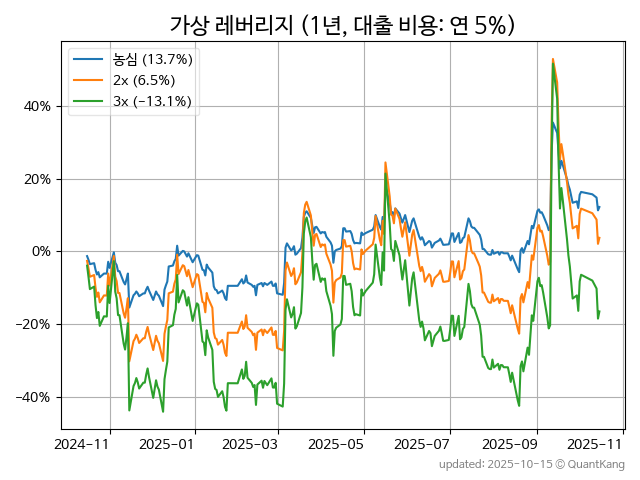 가상 레버리지 (1년, 대출 비용: 연 5%)
농심 (13.7%)
2x (6.5%)
3x (−13.1%)
40%
20%
0%
−20%
−40%
2024-11
2025-01
2025-03
2025-05
2025-07
2025-09
2025-11
updated: 2025-10-15 © QuantKang